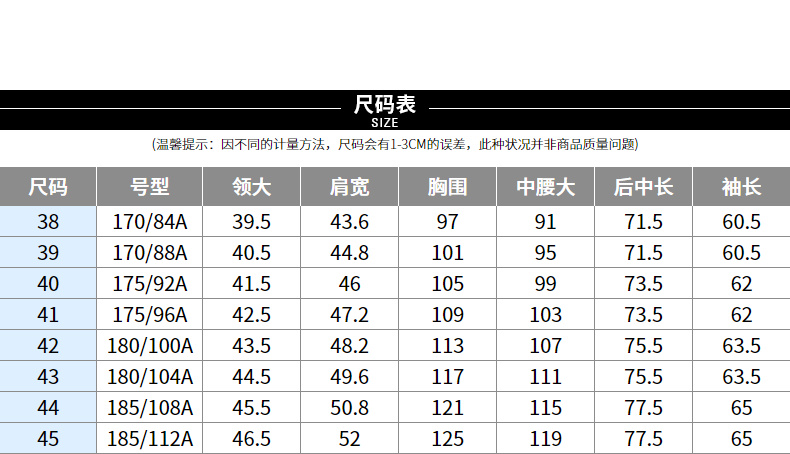 尺码表
SIZE
(温馨提示：因不同的计量方法，尺码会有1-3CM的误差，此种状况并非商品质量问题)
尺码 号型 领大 肩宽 胸围 中腰大 后中长 袖长
38 170/84A 39.5 43.6 97 91 71.5 60.5
39 170/88A 40.5 44.8 101 95 71.5 60.5
40 175/92A 41.5 46 105 99 73.5 62
41 175/96A 42.5 47.2 109 103 73.5 62
42 180/100A 43.5 48.2 113 107 75.5 63.5
43 180/104A 44.5 49.6 117 111 75.5 63.5
44 185/108A 45.5 50.8 121 115 77.5 65
45 185/112A 46.5 52 125 119 77.5 65